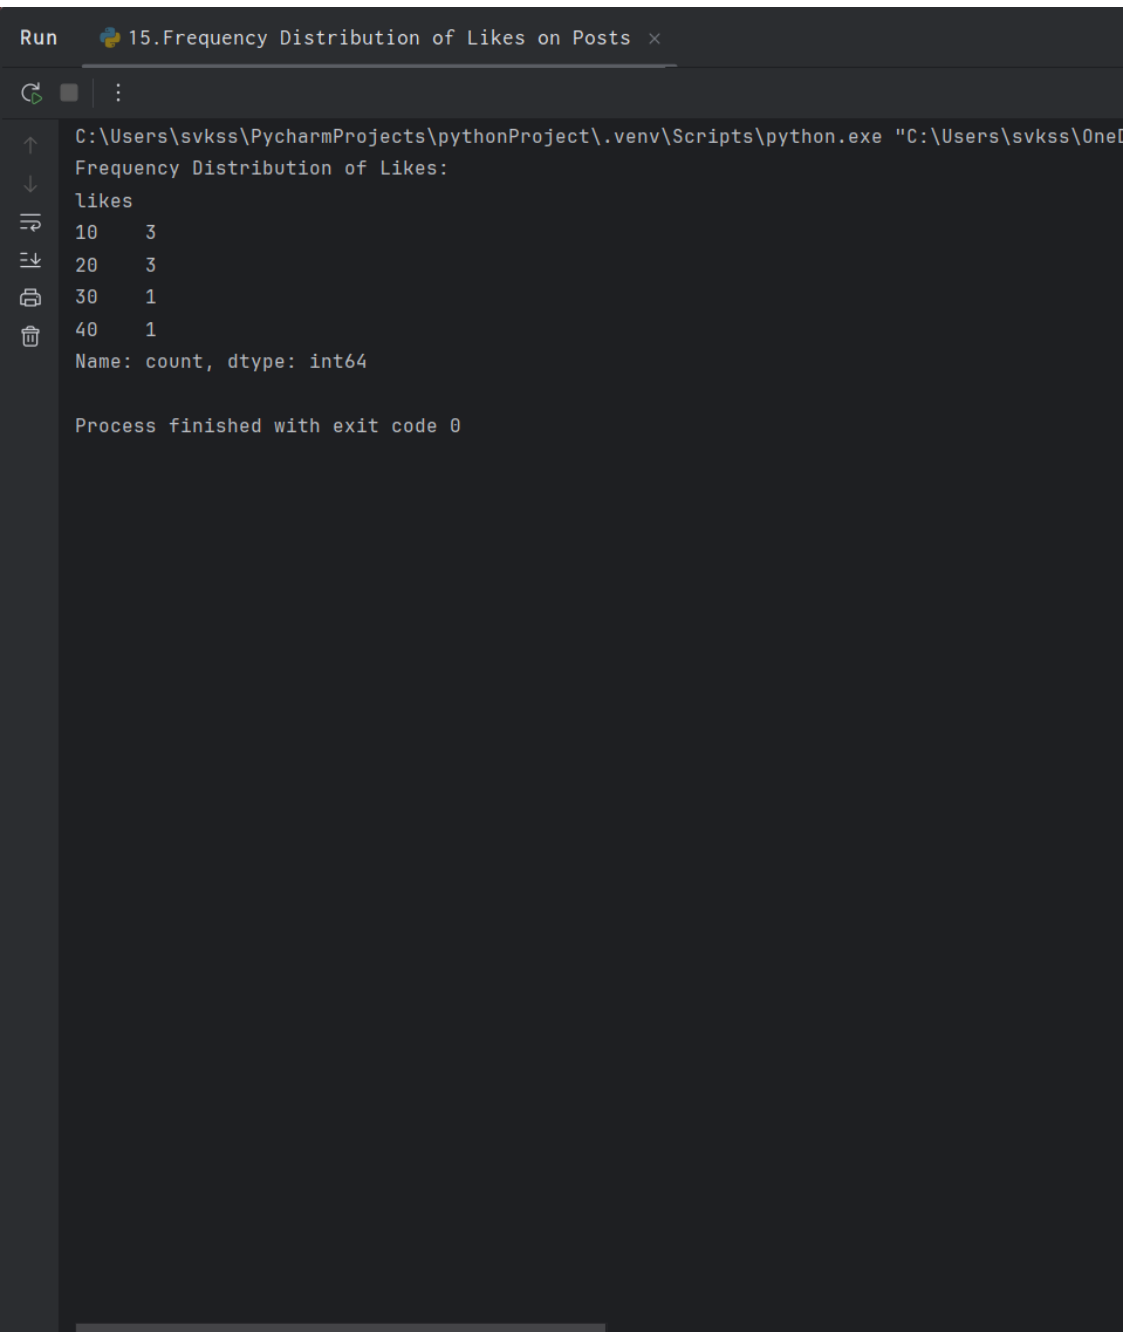 Run 15.Frequency Distribution of Likes on Posts
C:\Users\svkss\PycharmProjects\pythonProject\.venv\Scripts\python.exe "C:\Users\svkss\OneD
Frequency Distribution of Likes:
likes
10    3
20    3
30    1
40    1
Name: count, dtype: int64
Process finished with exit code 0